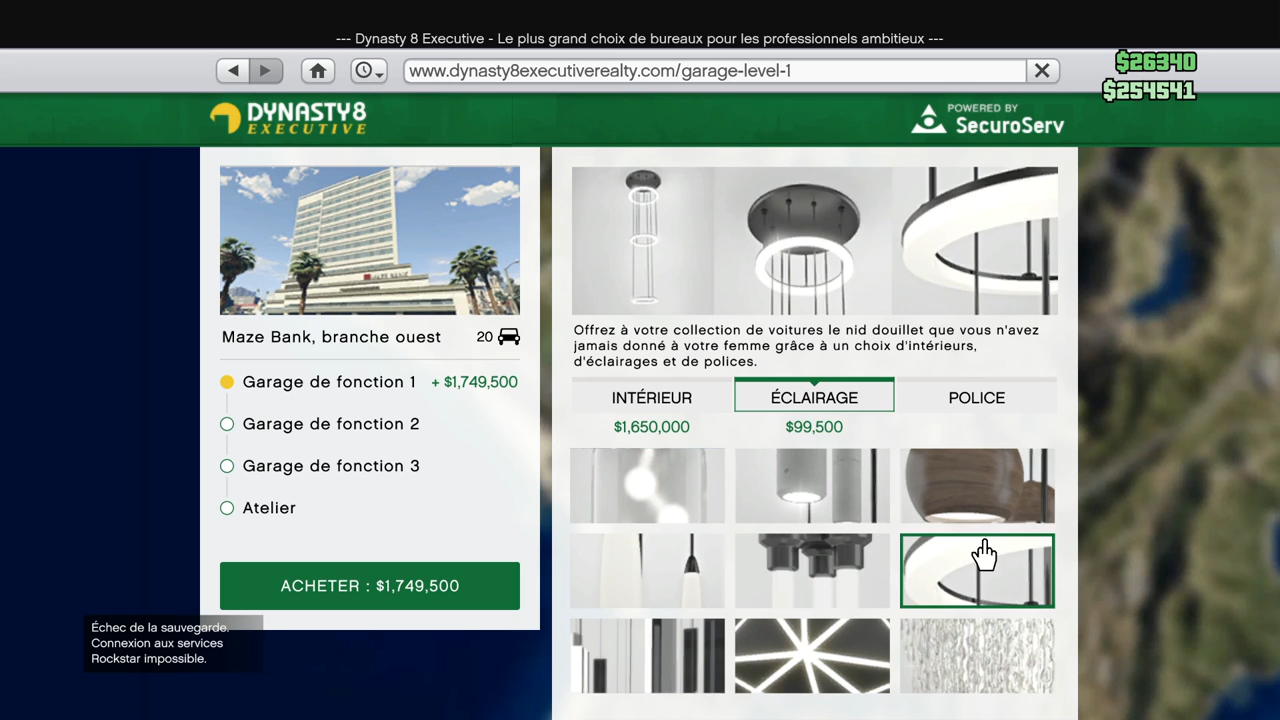 --- Dynasty 8 Executive - Le plus grand choix de bureaux pour les professionnels ambitieux ---
www.dynasty8executiverealty.com/garage-level-1
$26340
$254541
DYNASTY8
EXECUTIVE
POWERED BY
SecuroServ
MAZE BANK
Maze Bank, branche ouest
20
Garage de fonction 1
+ $1,749,500
Garage de fonction 2
Garage de fonction 3
Atelier
ACHETER : $1,749,500
Échec de la sauvegarde.
Connexion aux services
Rockstar impossible.
Offrez à votre collection de voitures le nid douillet que vous n'avez
jamais donné à votre femme grâce à un choix d'intérieurs,
d'éclairages et de polices.
INTÉRIEUR
ÉCLAIRAGE
POLICE
$1,650,000
$99,500